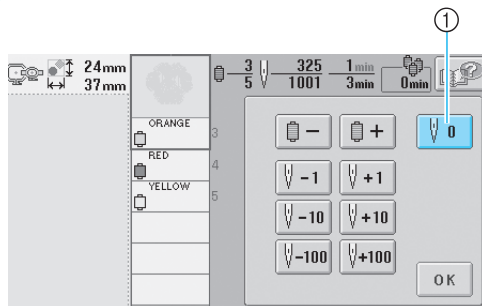 1
24mm
37mm
3
5
325
1001
1min
3min
0min
?
ORANGE
3
RED
4
YELLOW
5
−
+
0
-1
+1
-10
+10
-100
+100
OK